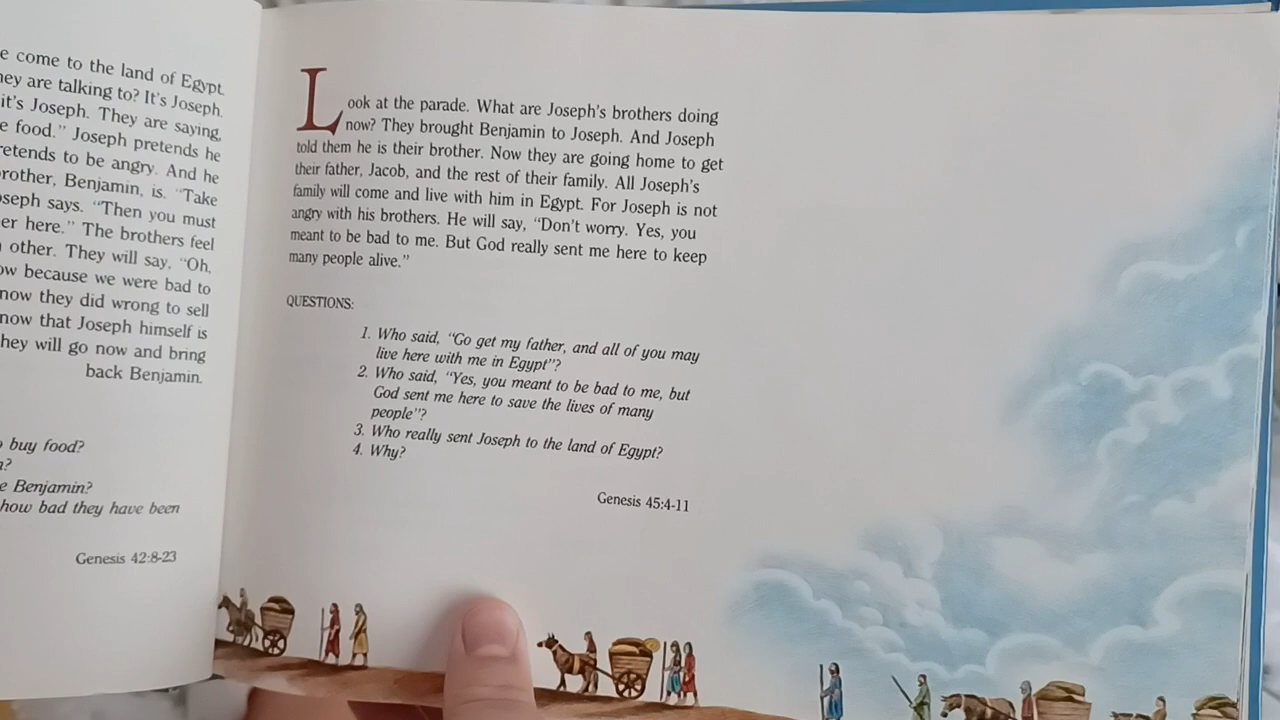 e come to the land of Egypt.
hey are talking to? It's Joseph.
it's Joseph. They are saying,
e food." Joseph pretends he
retends to be angry. And he
brother, Benjamin, is. "Take
oseph says. "Then you must
er here." The brothers feel
other. They will say, "Oh,
ow because we were bad to
now they did wrong to sell
now that Joseph himself is
hey will go now and bring
back Benjamin.
buy food?
e Benjamin?
how bad they have been
Genesis 42:8-23
Look at the parade. What are Joseph's brothers doing
now? They brought Benjamin to Joseph. And Joseph
told them he is their brother. Now they are going home to get
their father, Jacob, and the rest of their family. All Joseph's
family will come and live with him in Egypt. For Joseph is not
angry with his brothers. He will say, "Don't worry. Yes, you
meant to be bad to me. But God really sent me here to keep
many people alive."
QUESTIONS:
1. Who said, "Go get my father, and all of you may
live here with me in Egypt"?
2. Who said, "Yes, you meant to be bad to me, but
God sent me here to save the lives of many
people"?
3. Who really sent Joseph to the land of Egypt?
4. Why?
Genesis 45:4-11